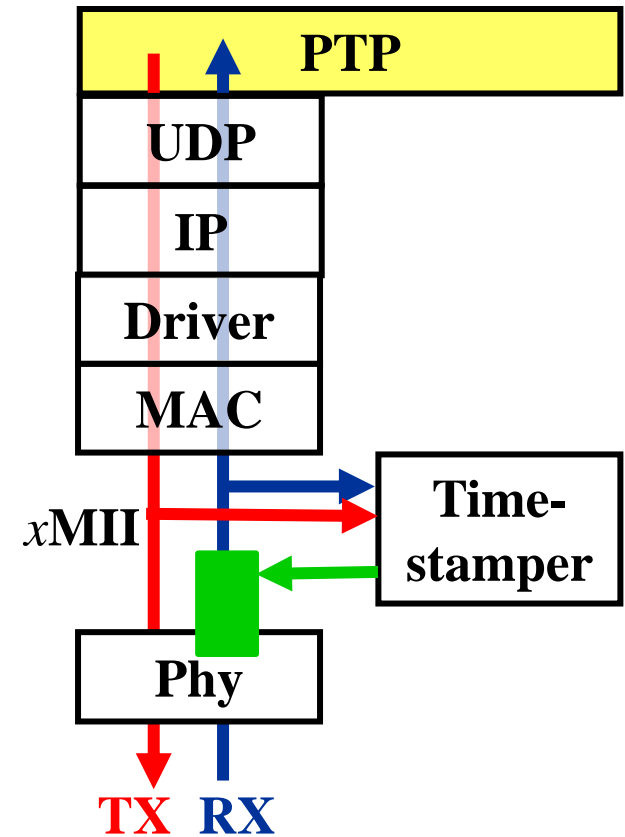 PTP
UDP
IP
Driver
MAC
Time-
stamper
xMII
Phy
TX RX